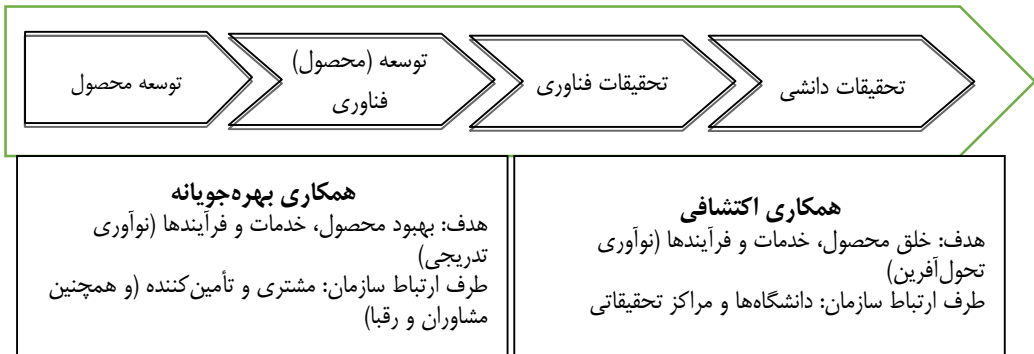 تحقیقات دانشی
تحقیقات فناوری
توسعه (محصول)
فناوری
توسعه محصول
همکاری اکتشافی
هدف: خلق محصول، خدمات و فرآیندها (نوآوری
تحول‌آفرین)
طرف ارتباط سازمان: دانشگاه‌ها و مراکز تحقیقاتی
همکاری بهره‌جویانه
هدف: بهبود محصول، خدمات و فرآیندها (نوآوری
تدریجی)
طرف ارتباط سازمان: مشتری و تأمین‌کننده (و همچنین
مشاوران و رقبا)